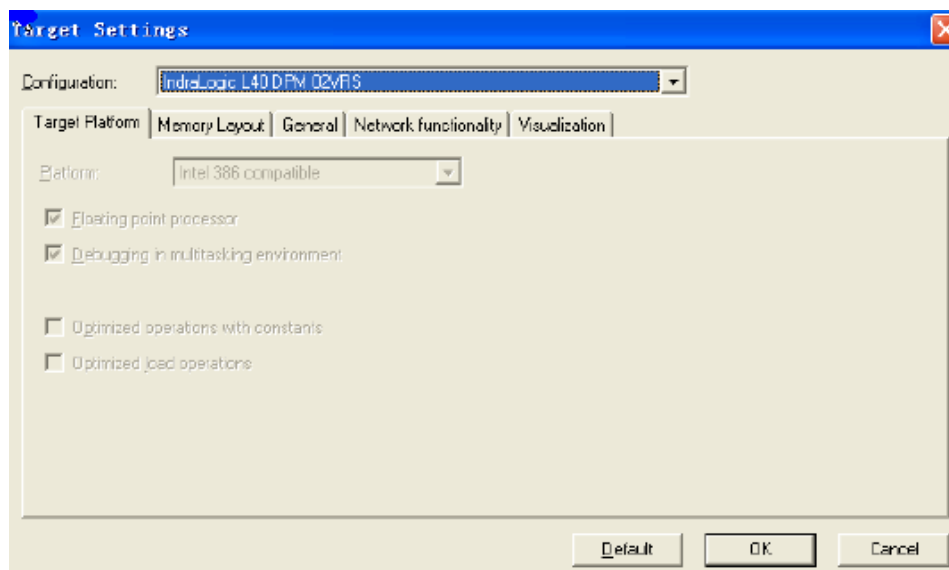 Target Settings
Configuration: IndraLogic L40 DPM 02VRS
Target Platform Memory Layout General Network functionality Visualization
Platform: Intel 386 compatible
Floating point processor
Debugging in multitasking environment
Optimized operations with constants
Optimized load operations
Default OK Cancel